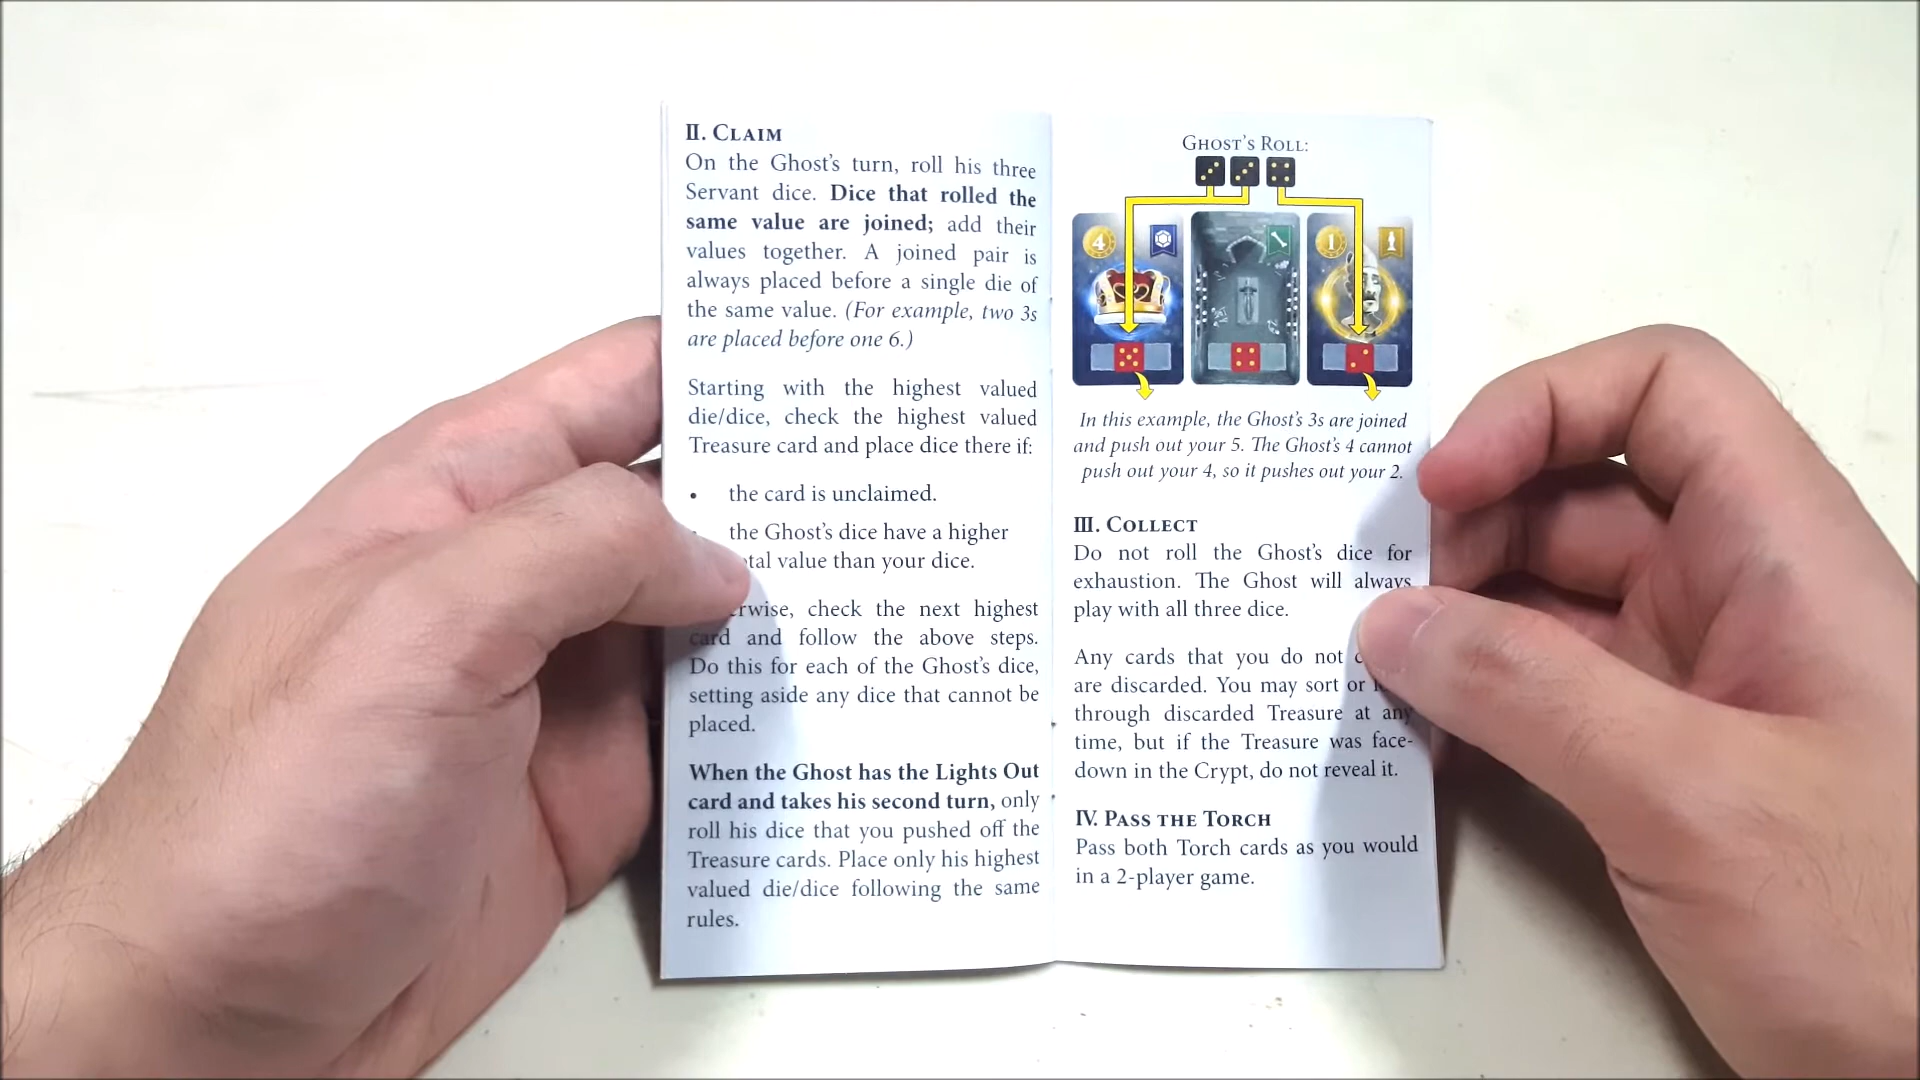 II. CLAIM
On the Ghost's turn, roll his three
Servant dice. Dice that rolled the
same value are joined; add their
values together. A joined pair is
always placed before a single die of
the same value. (For example, two 3s
are placed before one 6.)
Starting with the highest valued
die/dice, check the highest valued
Treasure card and place dice there if:
• the card is unclaimed.
the Ghost's dice have a higher
value than your dice.
check the next highest
card and follow the above steps.
Do this for each of the Ghost's dice,
setting aside any dice that cannot be
placed.
When the Ghost has the Lights Out
card and takes his second turn, only
roll his dice that you pushed off the
Treasure cards. Place only his highest
valued die/dice following the same
rules.
GHOST'S ROLL:
4
1
In this example, the Ghost's 3s are joined
and push out your 5. The Ghost's 4 cannot
push out your 4, so it pushes out your 2.
III. COLLECT
Do not roll the Ghost's dice for
exhaustion. The Ghost will always
play with all three dice.
Any cards that you do not
are discarded. You may sort or
through discarded Treasure at any
time, but if the Treasure was face-
down in the Crypt, do not reveal it.
IV. PASS THE TORCH
Pass both Torch cards as you would
in a 2-player game.